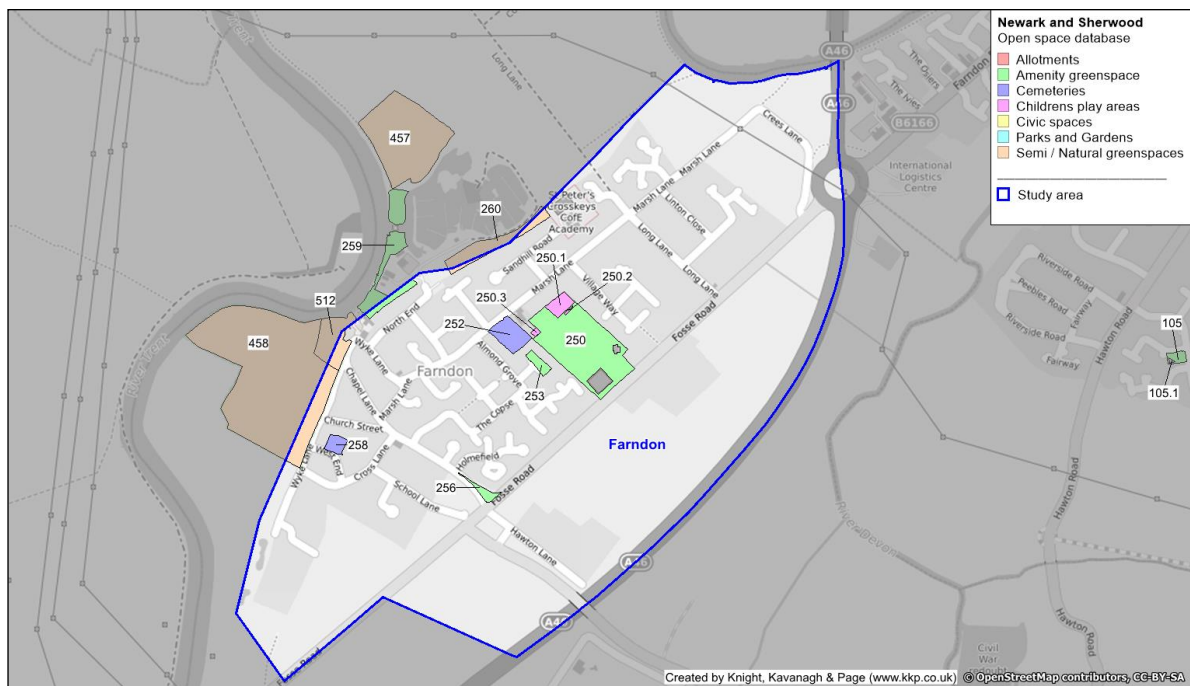 Newark and Sherwood
Open space database
Allotments
Amenity greenspace
Cemeteries
Childrens play areas
Civic spaces
Parks and Gardens
Semi / Natural greenspaces
Study area
A46
A46
The Osiers
The Ives
Farndon
B6166
International
Logistics
Centre
Long Lane
Crees Lane
Marsh Lane
Marsh Lane
Linton Close
Long Lane
Long Lane
457
260
St Peter's
Crosskeys
CofE
Academy
Sandhill Road
259
250.1
250.2
Marsh Lane
Village Way
250.3
252
250
Fosse Road
North End
512
458
Wyke Lane
Almond Grove
253
Farndon
Chapel Lane
Marsh Lane
The Copse
Church Street
258
West End
Cross Lane
Wyke Lane
Holmefield
256
Fosse Road
School Lane
Hawton Lane
Farndon
River Trent
Riverside Road
Peebles Road
Fairway
Riverside Road
Fairway
Hawton Road
105
105.1
Hawton Road
River Devon
A46
A46
Hawton Road
Civil
War
redoubt
Fosse Road
Created by Knight, Kavanagh & Page (www.kkp.co.uk) © OpenStreetMap contributors, CC-BY-SA